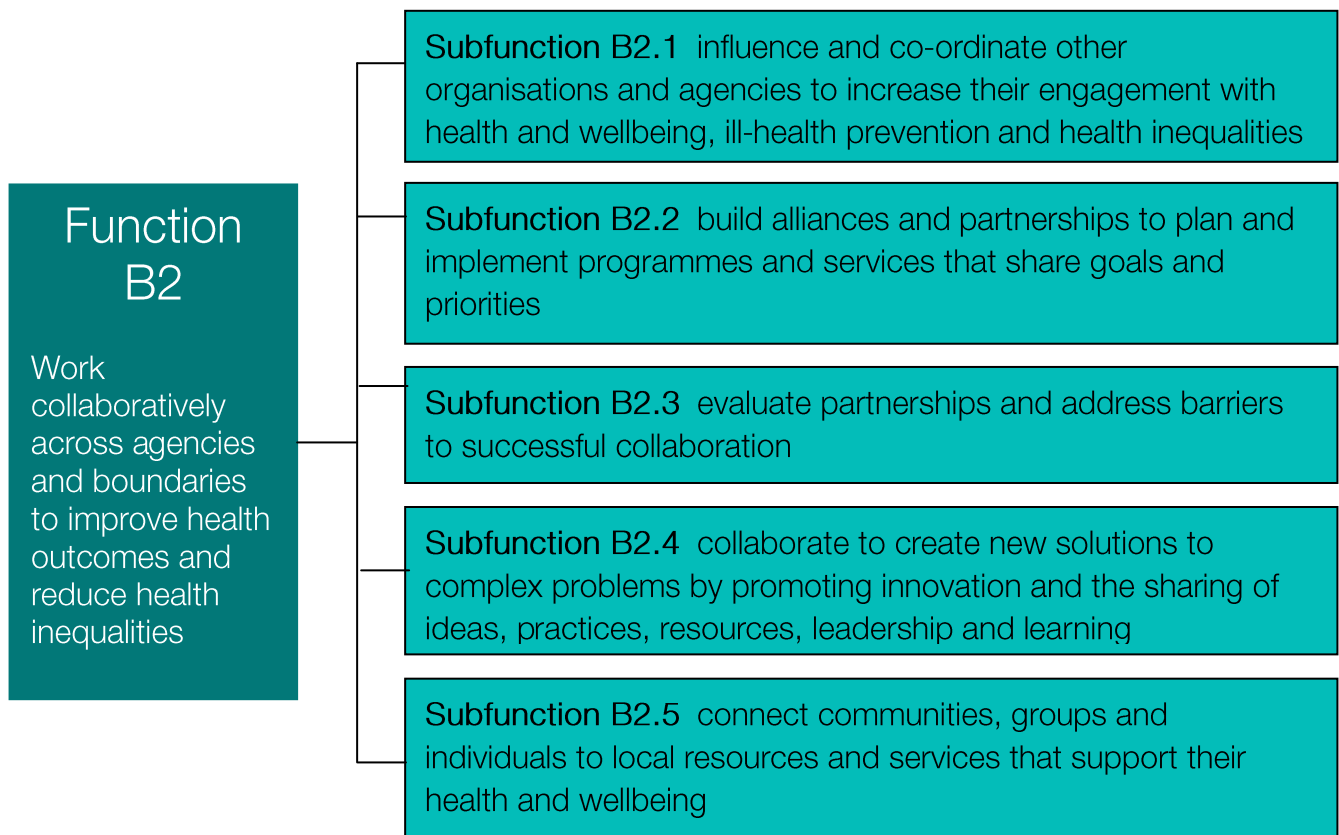 Function
B2
Work
collaboratively
across agencies
and boundaries
to improve health
outcomes and
reduce health
inequalities
Subfunction B2.1 influence and co-ordinate other
organisations and agencies to increase their engagement with
health and wellbeing, ill-health prevention and health inequalities
Subfunction B2.2 build alliances and partnerships to plan and
implement programmes and services that share goals and
priorities
Subfunction B2.3 evaluate partnerships and address barriers
to successful collaboration
Subfunction B2.4 collaborate to create new solutions to
complex problems by promoting innovation and the sharing of
ideas, practices, resources, leadership and learning
Subfunction B2.5 connect communities, groups and
individuals to local resources and services that support their
health and wellbeing